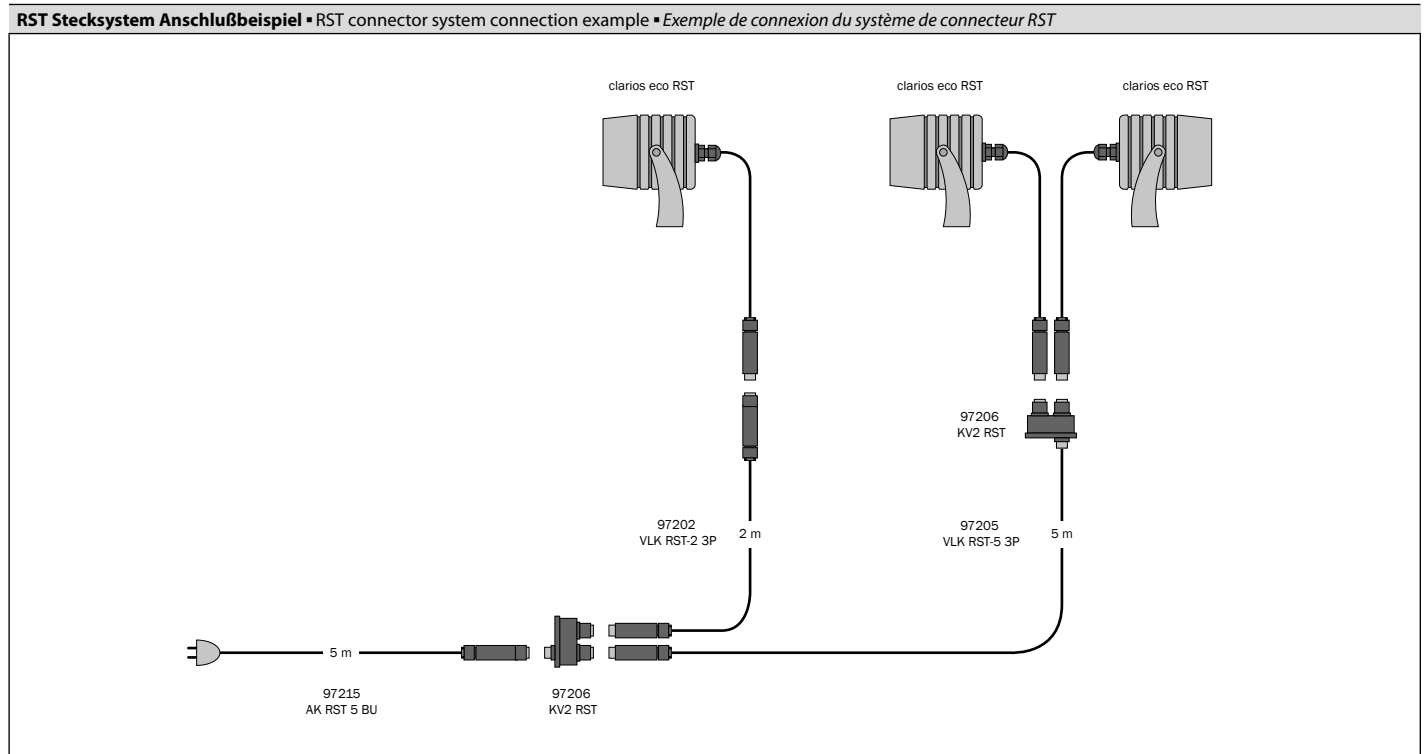 RST Stecksystem Anschlußbeispiel ▪ RST connector system connection example ▪ Exemple de connexion du système de connecteur RST
clarios eco RST
clarios eco RST
clarios eco RST
97206
KV2 RST
97202
VLK RST-2 3P
2 m
97205
VLK RST-5 3P
5 m
5 m
97215
AK RST 5 BU
97206
KV2 RST